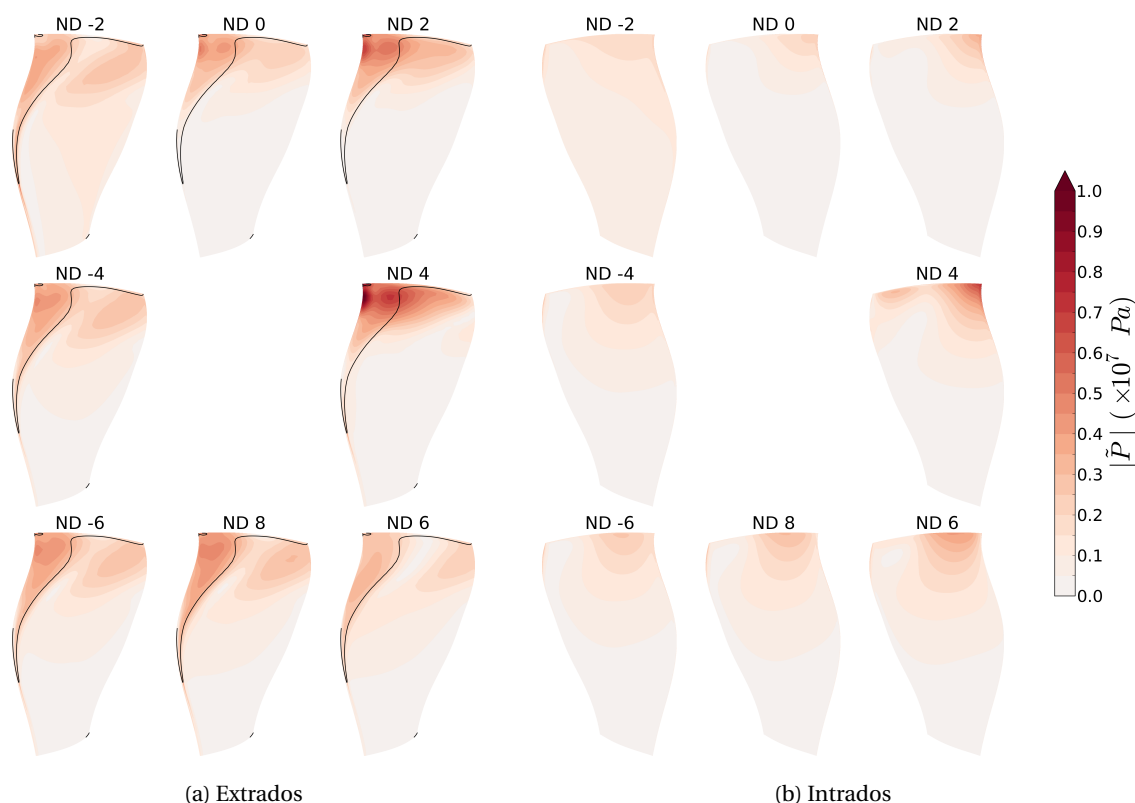 ND -2 ND 0 ND 2 ND -2 ND 0 ND 2
ND -4 ND 4 ND -4 ND 4
ND -6 ND 8 ND 6 ND -6 ND 8 ND 6
1.0
0.9
0.8
0.7
0.6
0.5
0.4
0.3
0.2
0.1
0.0
|P̃| (×10⁷ Pa)
(a) Extrados (b) Intrados